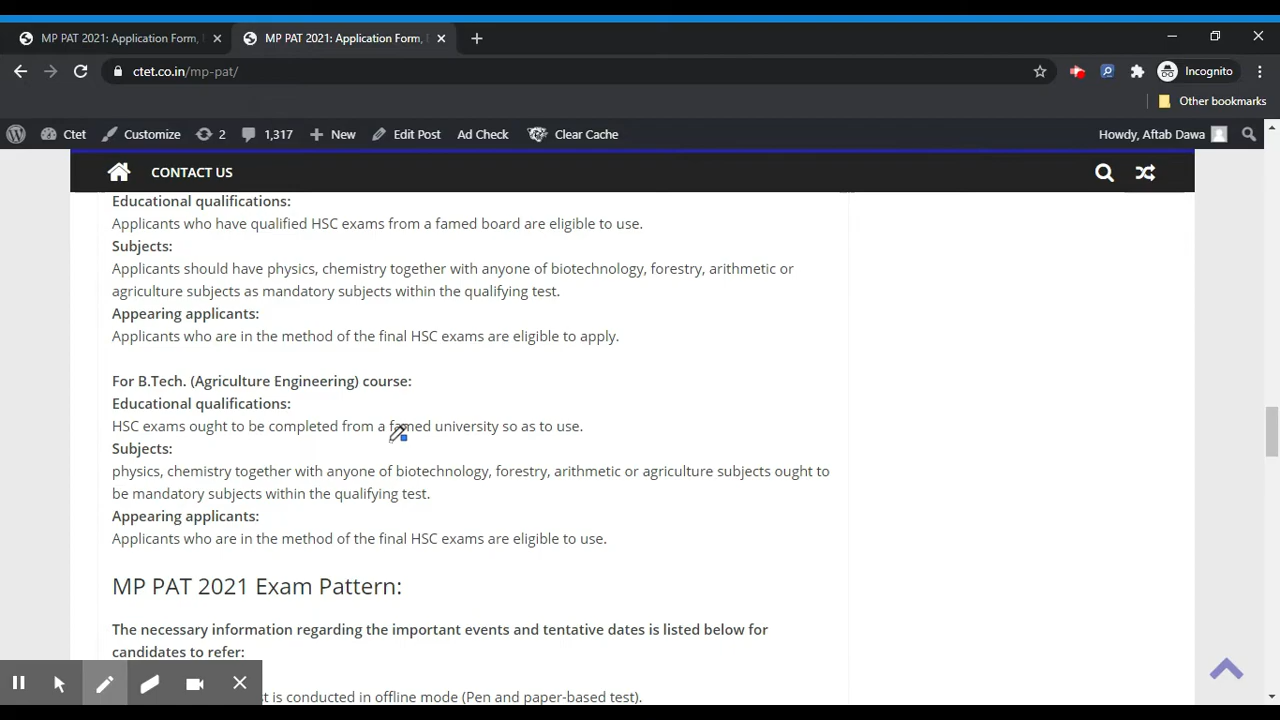 MP PAT 2021: Application Form,
MP PAT 2021: Application Form,
ctet.co.in/mp-pat/
Incognito
Other bookmarks
Ctet Customize 2 1,317 New Edit Post Ad Check Clear Cache Howdy, Aftab Dawa
CONTACT US
Educational qualifications:
Applicants who have qualified HSC exams from a famed board are eligible to use.
Subjects:
Applicants should have physics, chemistry together with anyone of biotechnology, forestry, arithmetic or
agriculture subjects as mandatory subjects within the qualifying test.
Appearing applicants:
Applicants who are in the method of the final HSC exams are eligible to apply.
For B.Tech. (Agriculture Engineering) course:
Educational qualifications:
HSC exams ought to be completed from a famed university so as to use.
Subjects:
physics, chemistry together with anyone of biotechnology, forestry, arithmetic or agriculture subjects ought to
be mandatory subjects within the qualifying test.
Appearing applicants:
Applicants who are in the method of the final HSC exams are eligible to use.
MP PAT 2021 Exam Pattern:
The necessary information regarding the important events and tentative dates is listed below for
candidates to refer:
is conducted in offline mode (Pen and paper-based test).